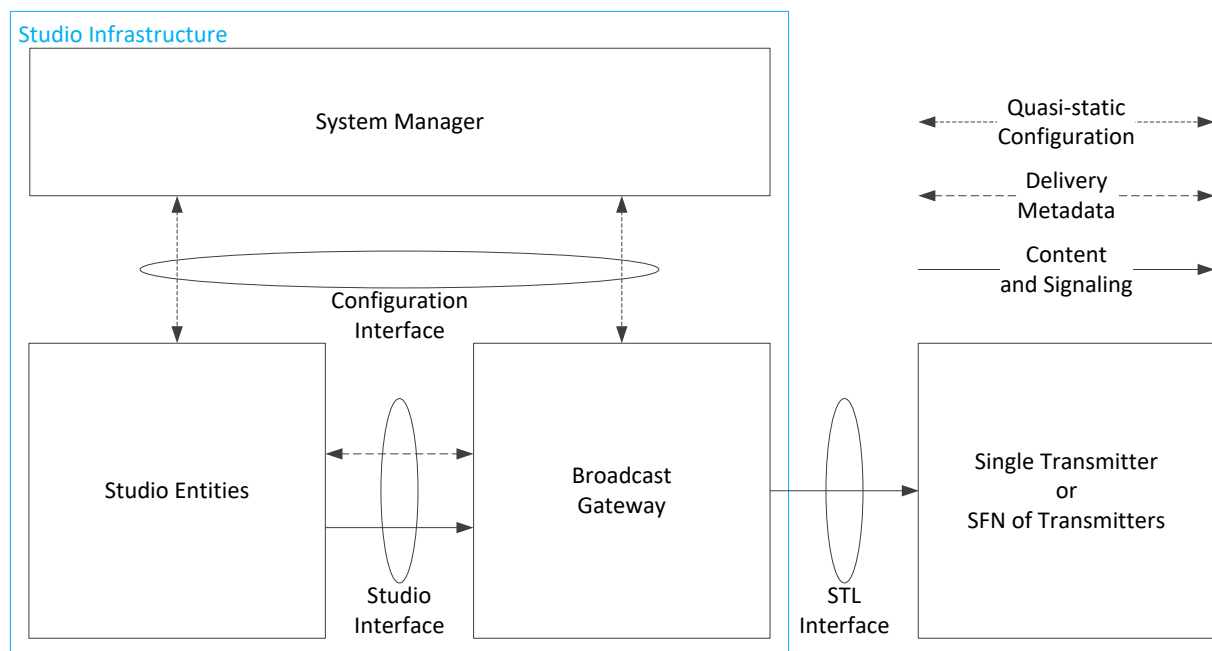 Studio Infrastructure
System Manager
Quasi-static
Configuration
Delivery
Metadata
Content
and Signaling
Configuration
Interface
Studio Entities
Broadcast
Gateway
Single Transmitter
or
SFN of Transmitters
Studio
Interface
STL
Interface